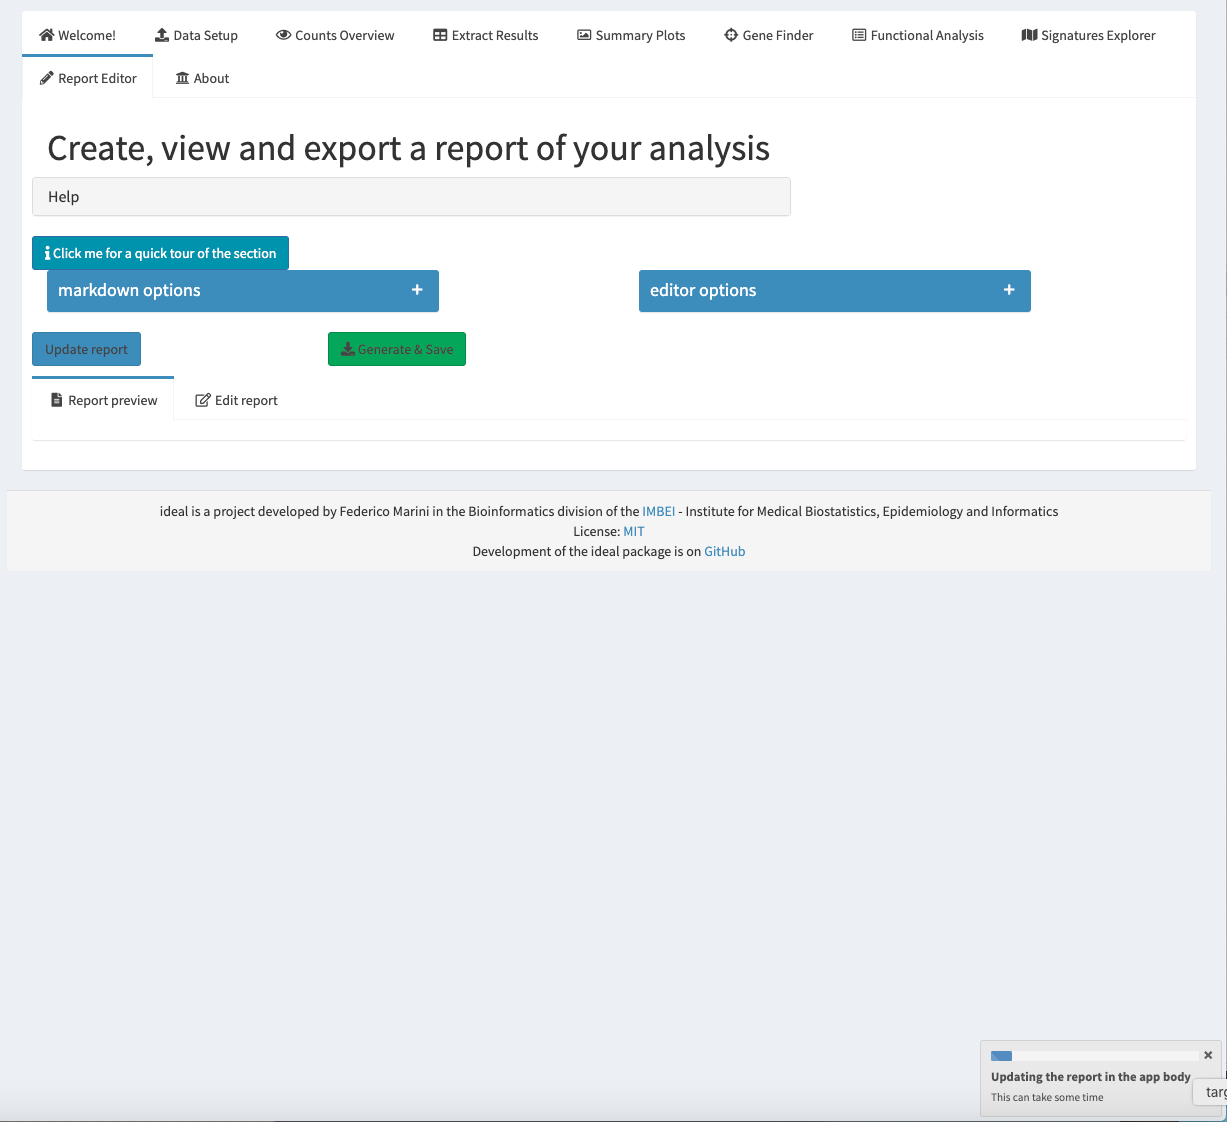 Welcome! Data Setup Counts Overview Extract Results Summary Plots Gene Finder Functional Analysis Signatures Explorer
Report Editor About
Create, view and export a report of your analysis
Help
Click me for a quick tour of the section
markdown options + editor options +
Update report Generate & Save
Report preview Edit report
ideal is a project developed by Federico Marini in the Bioinformatics division of the IMBEI - Institute for Medical Biostatistics, Epidemiology and Informatics
License: MIT
Development of the ideal package is on GitHub
Updating the report in the app body
This can take some time